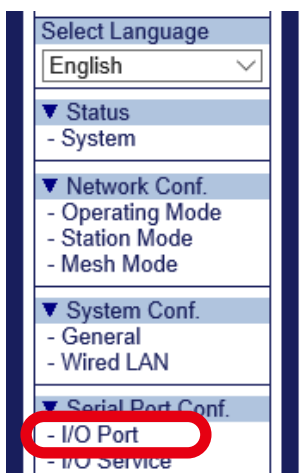 Select Language
English
▼ Status
- System
▼ Network Conf.
- Operating Mode
- Station Mode
- Mesh Mode
▼ System Conf.
- General
- Wired LAN
▼ Serial Port Conf.
- I/O Port
- I/O Service